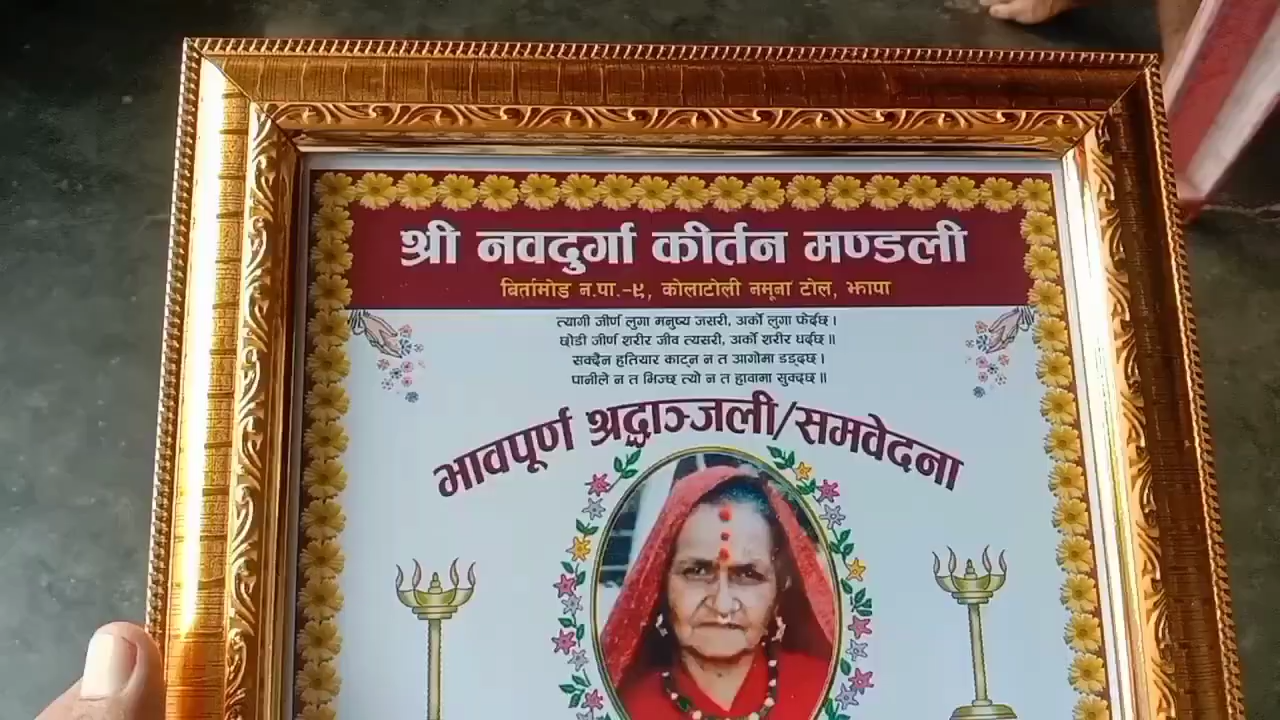 श्री नवदुर्गा कीर्तन मण्डली
बिर्तामोड न.पा.-९, कोलाटोली नमूना टोल, झापा
त्यागी जीर्ण लुगा मनुष्य जसरी, अर्को लुगा फेर्दछ।
छोडी जीर्ण शरीर जीव त्यसरी, अर्को शरीर धर्दछ॥
सक्दैन हतियार काट्न न त आगोमा डढ्दछ।
पानीले न त भिज्छ त्यो न त हावामा सुक्दछ॥
भावपूर्ण श्रद्धाञ्जली/समवेदना